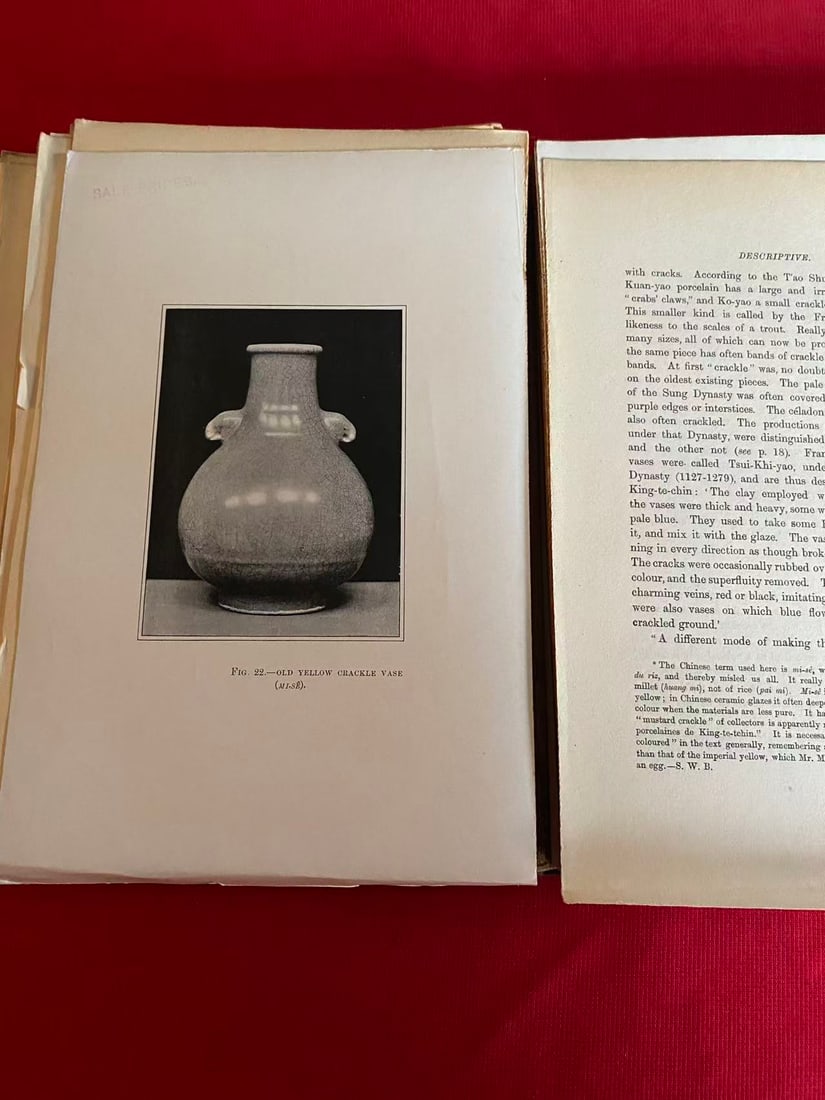 FIG. 22.—OLD YELLOW CRACKLE VASE
(MI-SÊ).
DESCRIPTIVE.
with cracks. According to the T'ao Shu
Kuan-yao porcelain has a large and irr
"crabs' claws," and Ko-yao a small crackl
This smaller kind is called by the Fr
likeness to the scales of a trout. Really
many sizes, all of which can now be pro
the same piece has often bands of crackle
bands. At first "crackle" was, no doubt
on the oldest existing pieces. The pale
of the Sung Dynasty was often covered
purple edges or interstices. The céladon
also often crackled. The productions
under that Dynasty, were distinguished
and the other not (see p. 18). Fran
vases were called Tsui-Khi-yao, unde
Dynasty (1127-1279), and are thus des
King-te-chin: 'The clay employed w
the vases were thick and heavy, some w
pale blue. They used to take some
it, and mix it with the glaze. The vas
ning in every direction as though brok
The cracks were occasionally rubbed ov
colour, and the superfluity removed. T
charming veins, red or black, imitating
were also vases on which blue flow
crackled ground.'
"A different mode of making th
* The Chinese term used here is mi-sê, w
du riz, and thereby misled us all. It really
millet (huang mi), not of rice (pai mi). Mi-sê
yellow; in Chinese ceramic glazes it often deepe
colour when the materials are less pure. It ha
"mustard crackle" of collectors is apparently
porcelaines de King-te-tchin." It is necessa
coloured" in the text generally, remembering
than that of the imperial yellow, which Mr. M
an egg.—S. W. B.